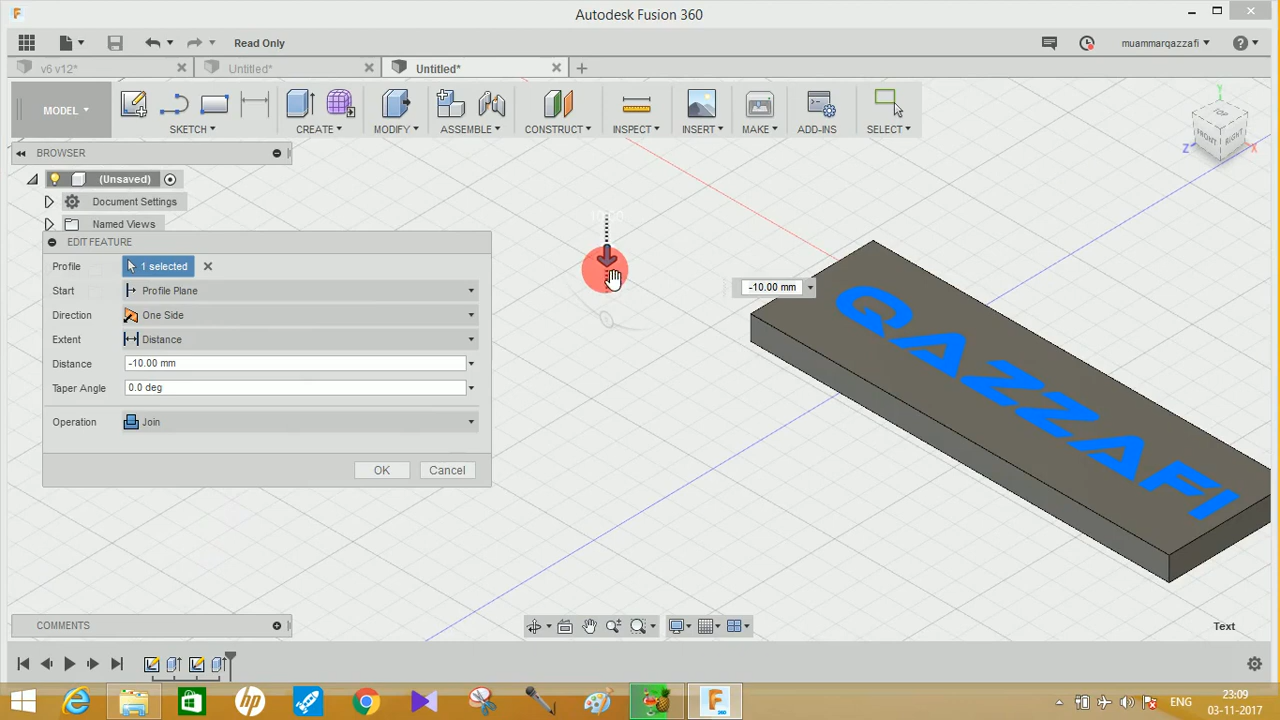 Autodesk Fusion 360
Read Only
muammarqazzafi
v6 v12*
Untitled*
Untitled*
MODEL
SKETCH
CREATE
MODIFY
ASSEMBLE
CONSTRUCT
INSPECT
INSERT
MAKE
ADD-INS
SELECT
BROWSER
(Unsaved)
Document Settings
Named Views
EDIT FEATURE
Profile 1 selected
Start Profile Plane
Direction One Side
Extent Distance
Distance -10.00 mm
Taper Angle 0.0 deg
Operation Join
OK Cancel
-10.00 mm
QAZZAFI
Y
Z
X
FRONT
RIGHT
COMMENTS
Text
ENG
23:09
03-11-2017